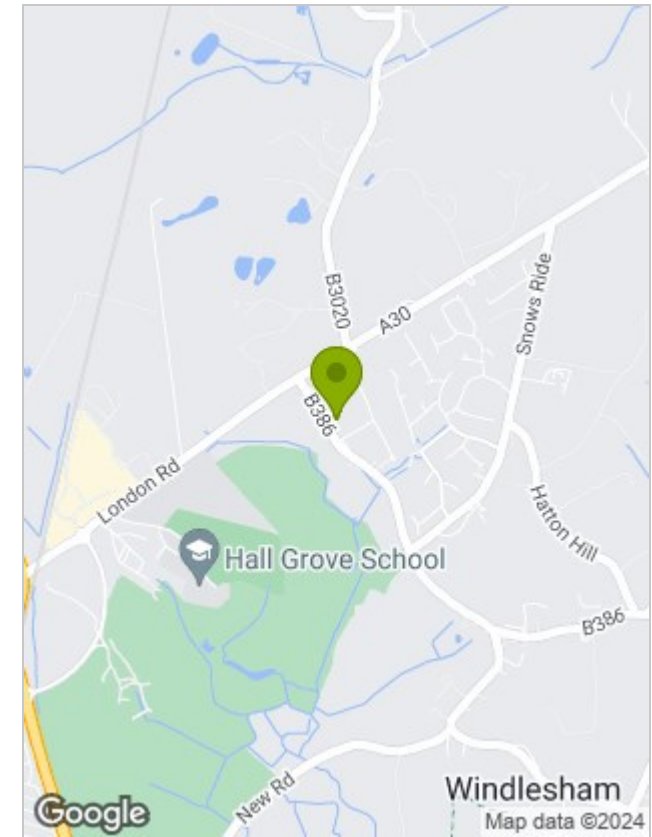 B3020
A30
Snows Ride
B386
London Rd
Hatton Hill
Hall Grove School
B386
Windlesham
New Rd
Google
Map data ©2024